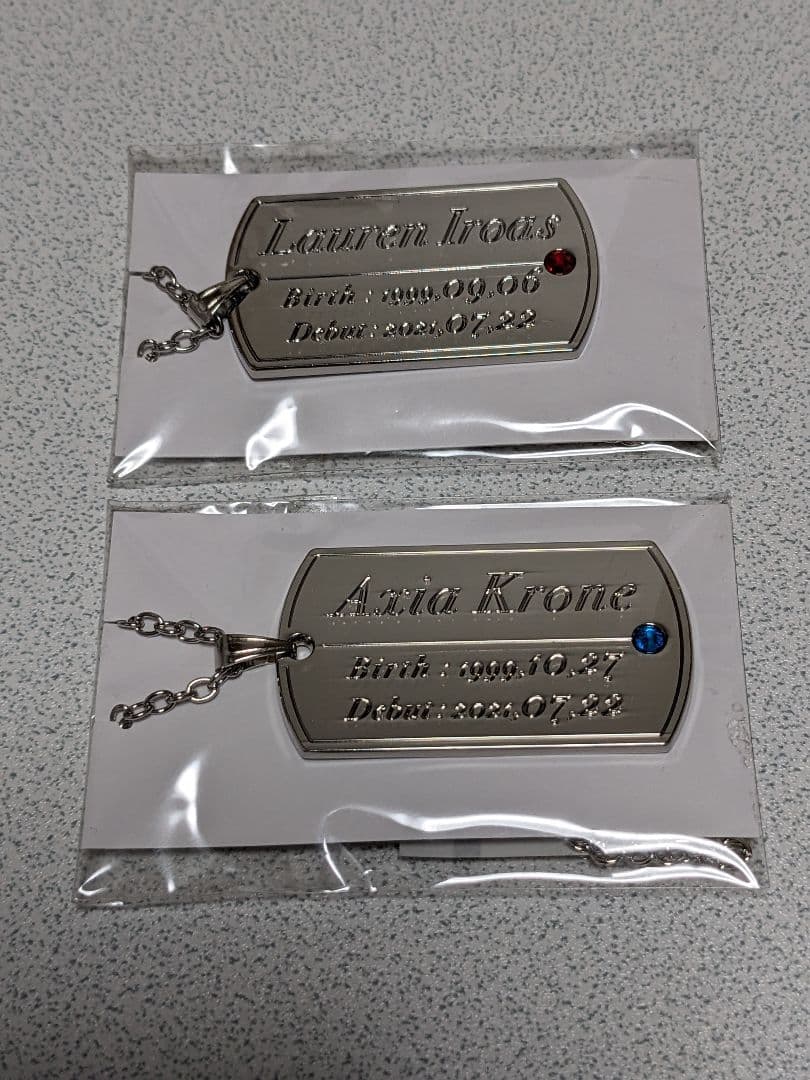 Lauren Iroas
Birth : 1999.09.06
Debut : 2021.07.22
Axia Krone
Birth : 1999.10.27
Debut : 2021.07.22